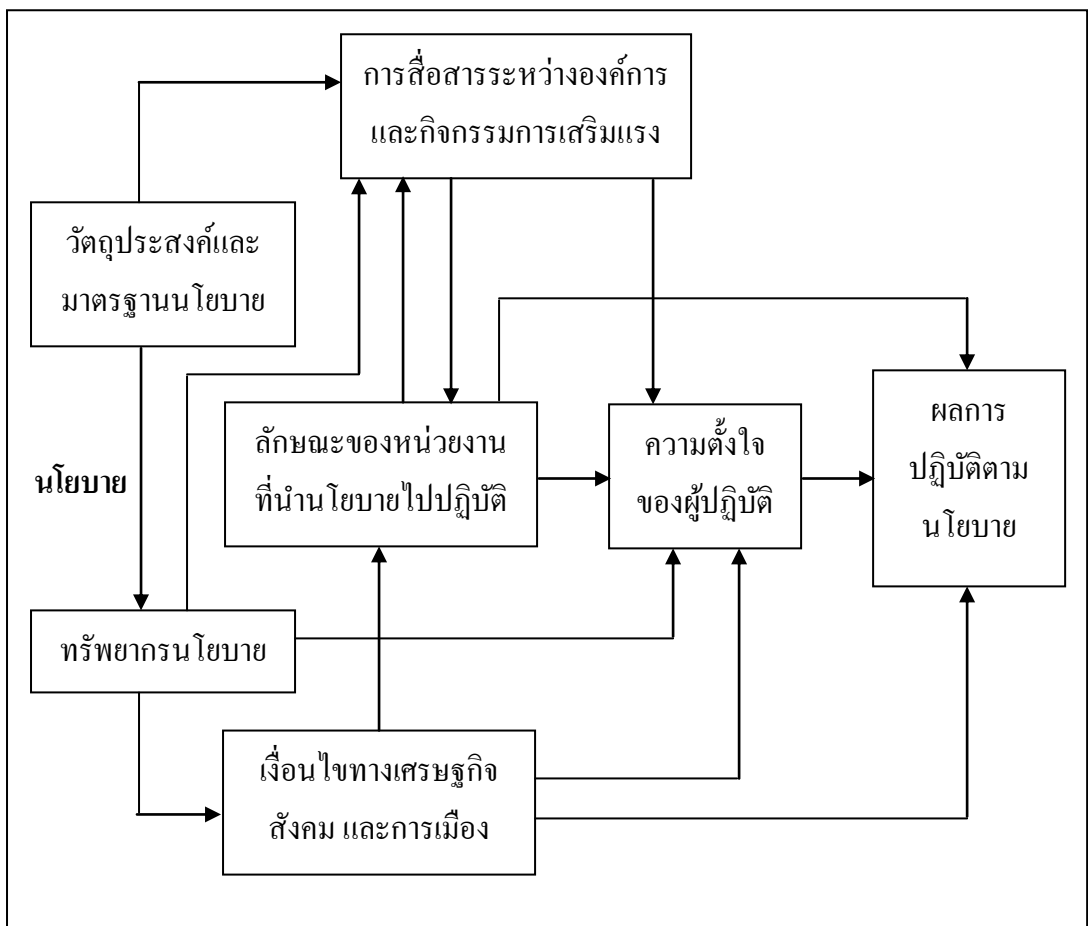 การสื่อสารระหว่างองค์การ
และกิจกรรมการเสริมแรง
วัตถุประสงค์และ
มาตรฐานนโยบาย
นโยบาย
ลักษณะของหน่วยงาน
ที่นำนโยบายไปปฏิบัติ
ความตั้งใจ
ของผู้ปฏิบัติ
ผลการ
ปฏิบัติตาม
นโยบาย
ทรัพยากรนโยบาย
เงื่อนไขทางเศรษฐกิจ
สังคม และการเมือง